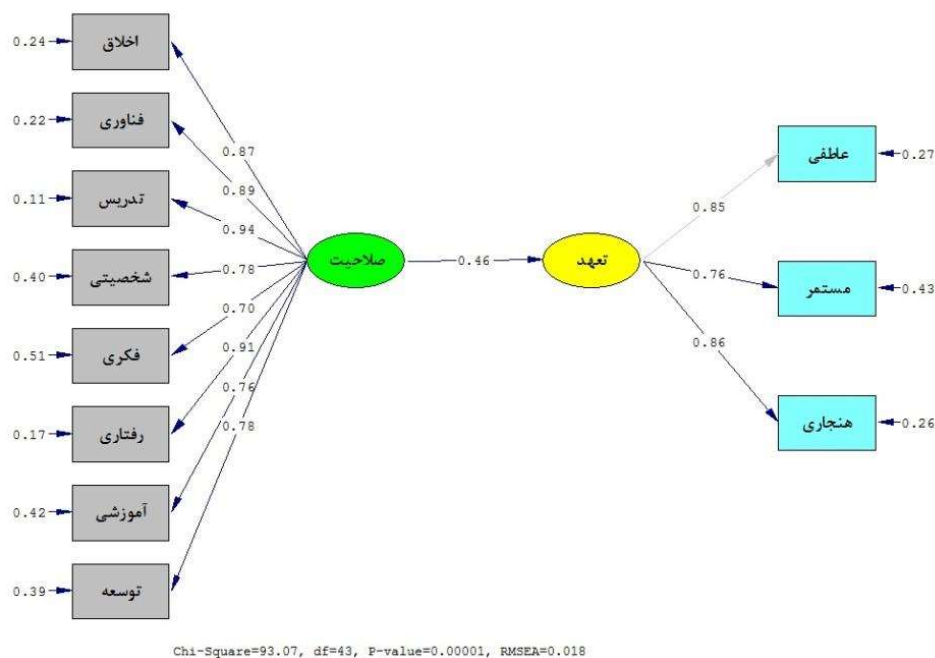 0.24 اخلاق
0.22 فناوری
0.11 تدریس
0.40 شخصیتی
0.51 فکری
0.17 رفتاری
0.42 آموزشی
0.39 توسعه
0.87
0.89
0.94
0.78
0.70
0.91
0.76
0.78
صلاحیت
0.46
تعهد
0.85
0.76
0.86
عاطفی 0.27
مستمر 0.43
هنجاری 0.26
Chi-Square=93.07, df=43, P-value=0.00001, RMSEA=0.018